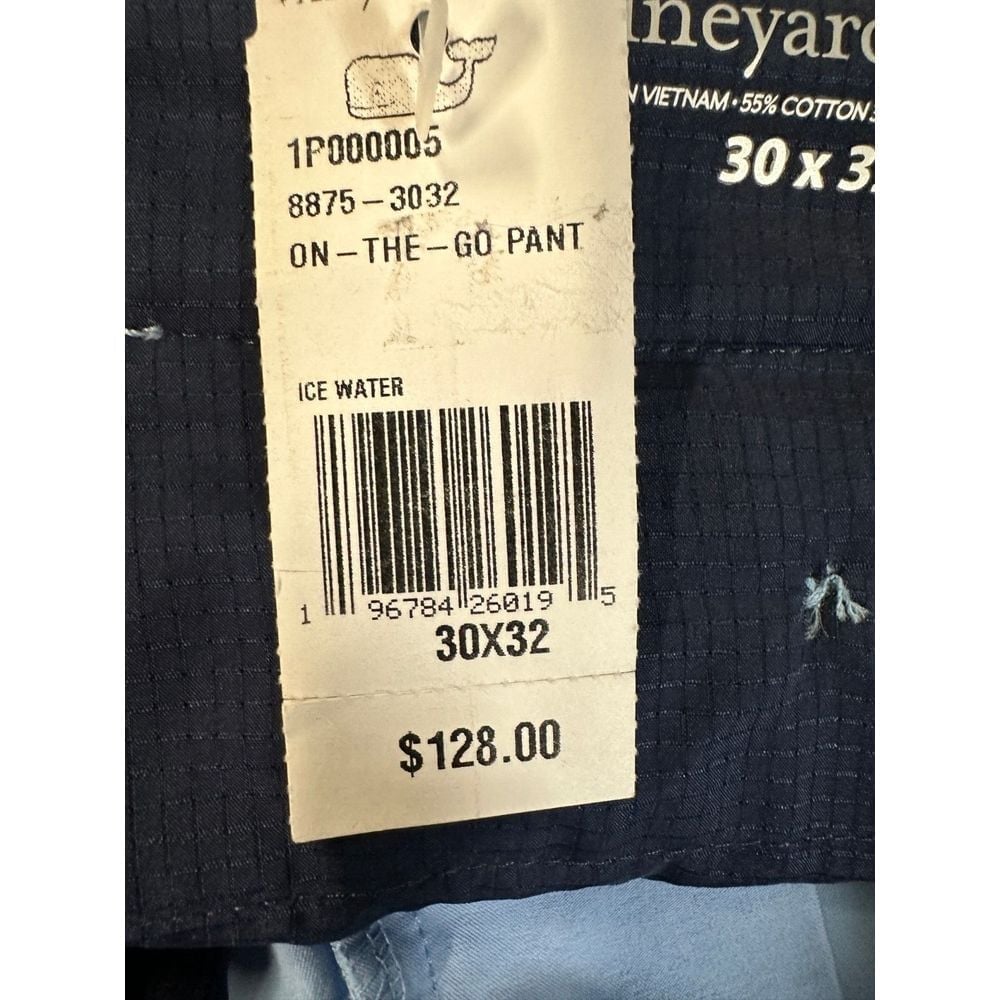 ineyard
N VIETNAM • 55% COTTON
30 x 3
1P000005
8875-3032
ON-THE-GO PANT
ICE WATER
1 96784 26019 5
30X32
$128.00